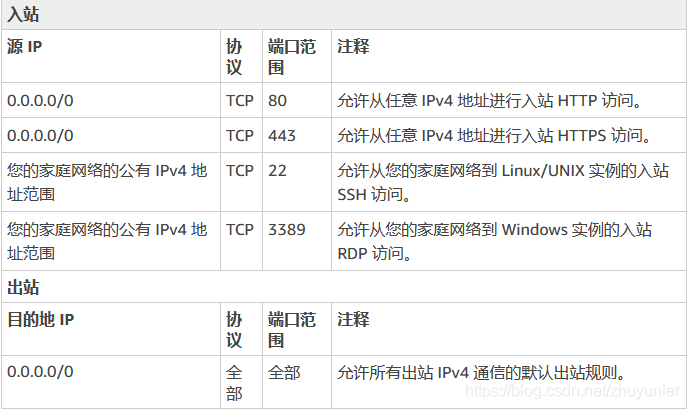 入站
源 IP 协议 端口范围 注释
0.0.0.0/0 TCP 80 允许从任意 IPv4 地址进行入站 HTTP 访问。
0.0.0.0/0 TCP 443 允许从任意 IPv4 地址进行入站 HTTPS 访问。
您的家庭网络的公有 IPv4 地址范围 TCP 22 允许从您的家庭网络到 Linux/UNIX 实例的入站 SSH 访问。
您的家庭网络的公有 IPv4 地址范围 TCP 3389 允许从您的家庭网络到 Windows 实例的入站 RDP 访问。
出站
目的地 IP 协议 端口范围 注释
0.0.0.0/0 全部 全部 允许所有出站 IPv4 通信的默认出站规则。
https://blog.csdn.net/zhuyunier